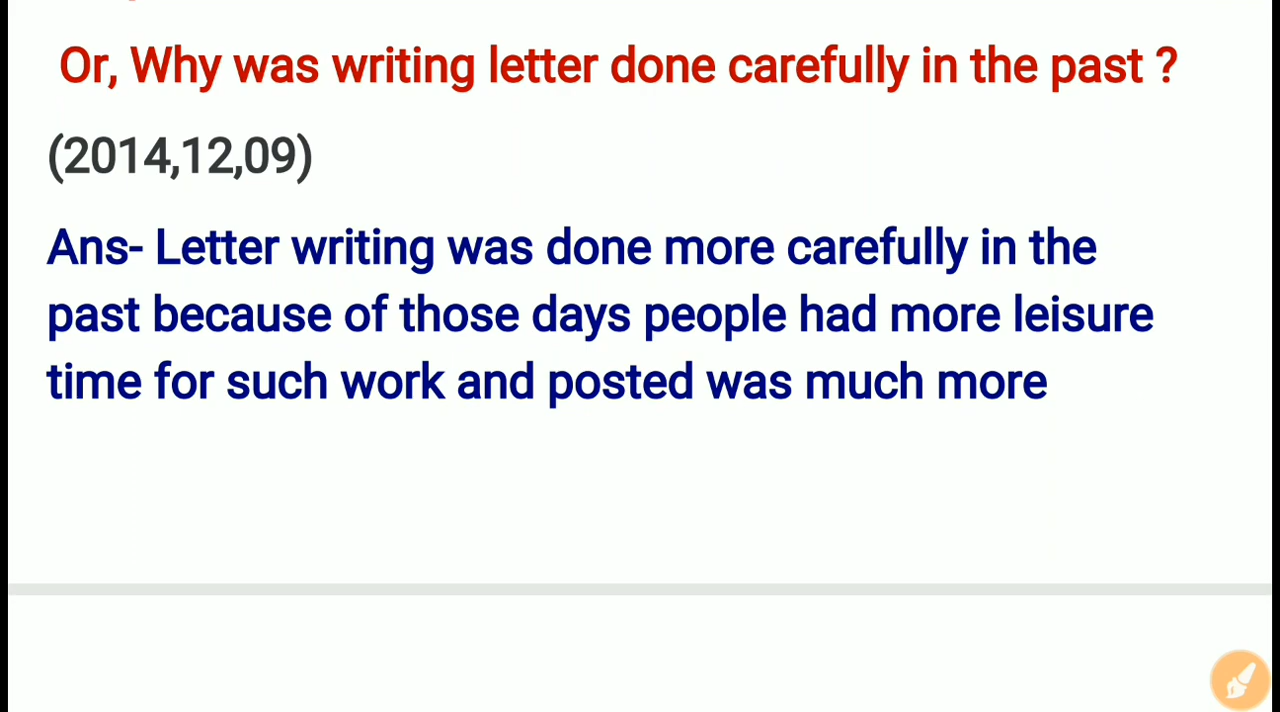 Or, Why was writing letter done carefully in the past ?
(2014,12,09)
Ans- Letter writing was done more carefully in the
past because of those days people had more leisure
time for such work and posted was much more